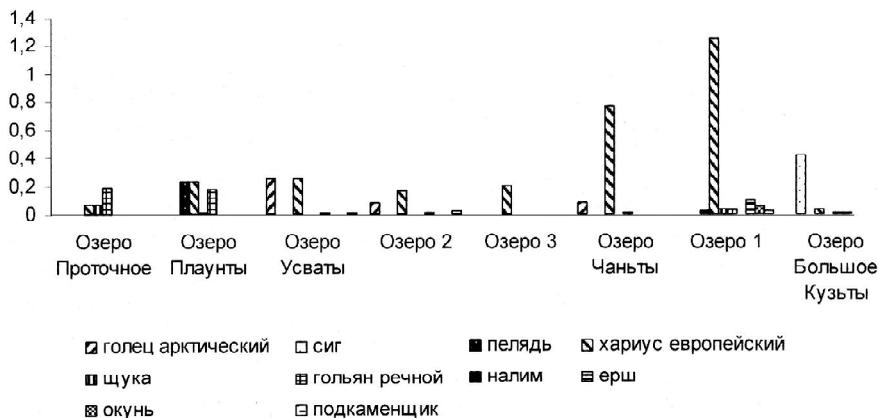 1,4
1,2
1
0,8
0,6
0,4
0,2
0
Озеро Проточное
Озеро Плаунты
Озеро Усваты
Озеро 2
Озеро 3
Озеро Чаньты
Озеро 1
Озеро Большое Кузьты
голец арктический
сиг
пелядь
хариус европейский
щука
гольян речной
налим
ерш
окунь
подкаменщик